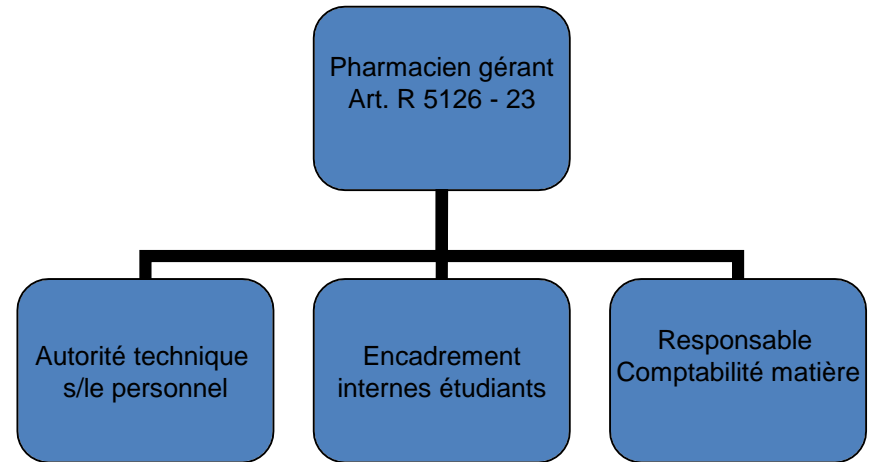 Pharmacien gérant
Art. R 5126 - 23
Autorité technique
s/le personnel
Encadrement
internes étudiants
Responsable
Comptabilité matière